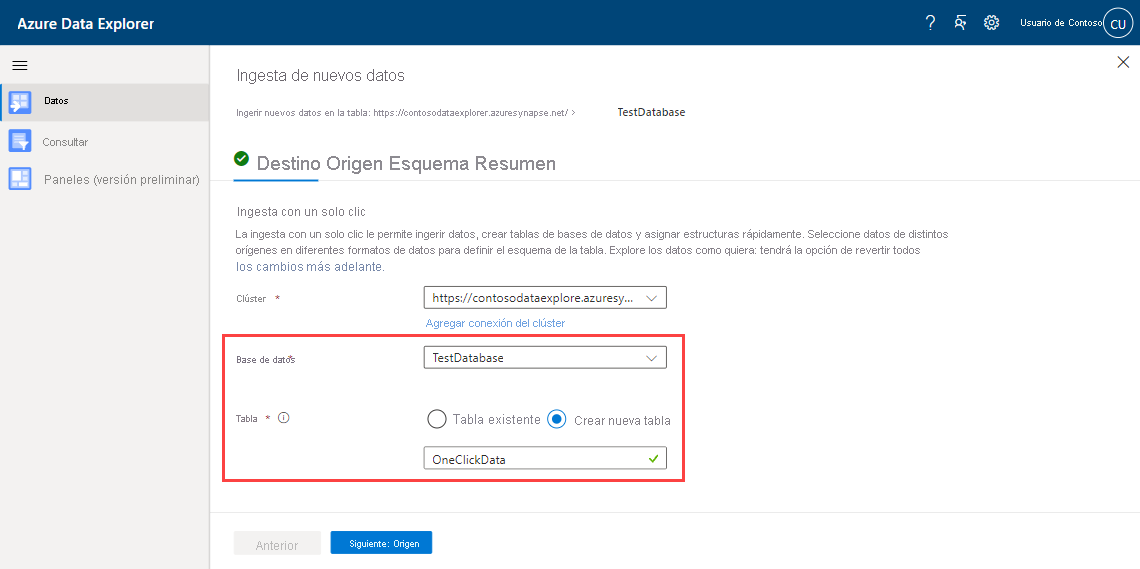 Azure Data Explorer
? Usuario de Contoso CU
Datos
Consultar
Paneles (versión preliminar)
Ingesta de nuevos datos
Ingerir nuevos datos en la tabla: https://contosodataexplorer.azuresynapse.net/ > TestDatabase
Destino Origen Esquema Resumen
Ingesta con un solo clic
La ingesta con un solo clic le permite ingerir datos, crear tablas de bases de datos y asignar estructuras rápidamente. Seleccione datos de distintos
orígenes en diferentes formatos de datos para definir el esquema de la tabla. Explore los datos como quiera: tendrá la opción de revertir todos
los cambios más adelante.
Clúster * https://contosodataexplore.azuresy...
Agregar conexión del clúster
Base de datos * TestDatabase
Tabla * Tabla existente Crear nueva tabla
OneClickData
Anterior Siguiente: Origen